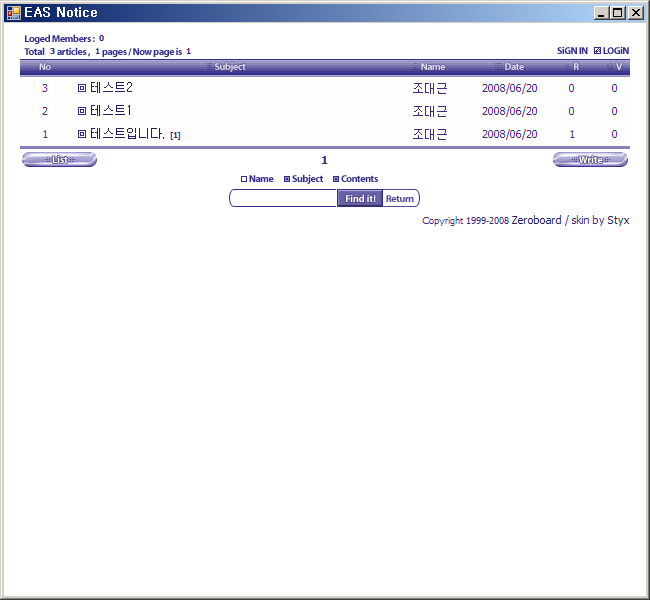 EAS Notice
Loged Members : 0
Total 3 articles , 1 pages / Now page is 1
SiGN IN LOGiN
No Subject Name Date R V
3 테스트2 조대근 2008/06/20 0 0
2 테스트1 조대근 2008/06/20 0 0
1 테스트입니다. [1] 조대근 2008/06/20 1 0
List 1 Write
Name Subject Contents
Find it! Return
Copyright 1999-2008 Zeroboard / skin by Styx